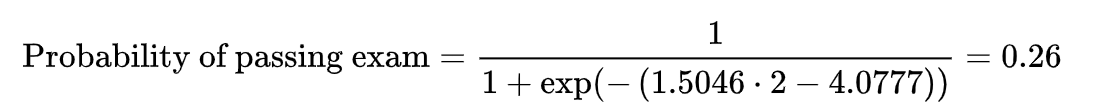 Probability of passing exam = 1 / (1 + exp(− (1.5046 · 2 − 4.0777))) = 0.26